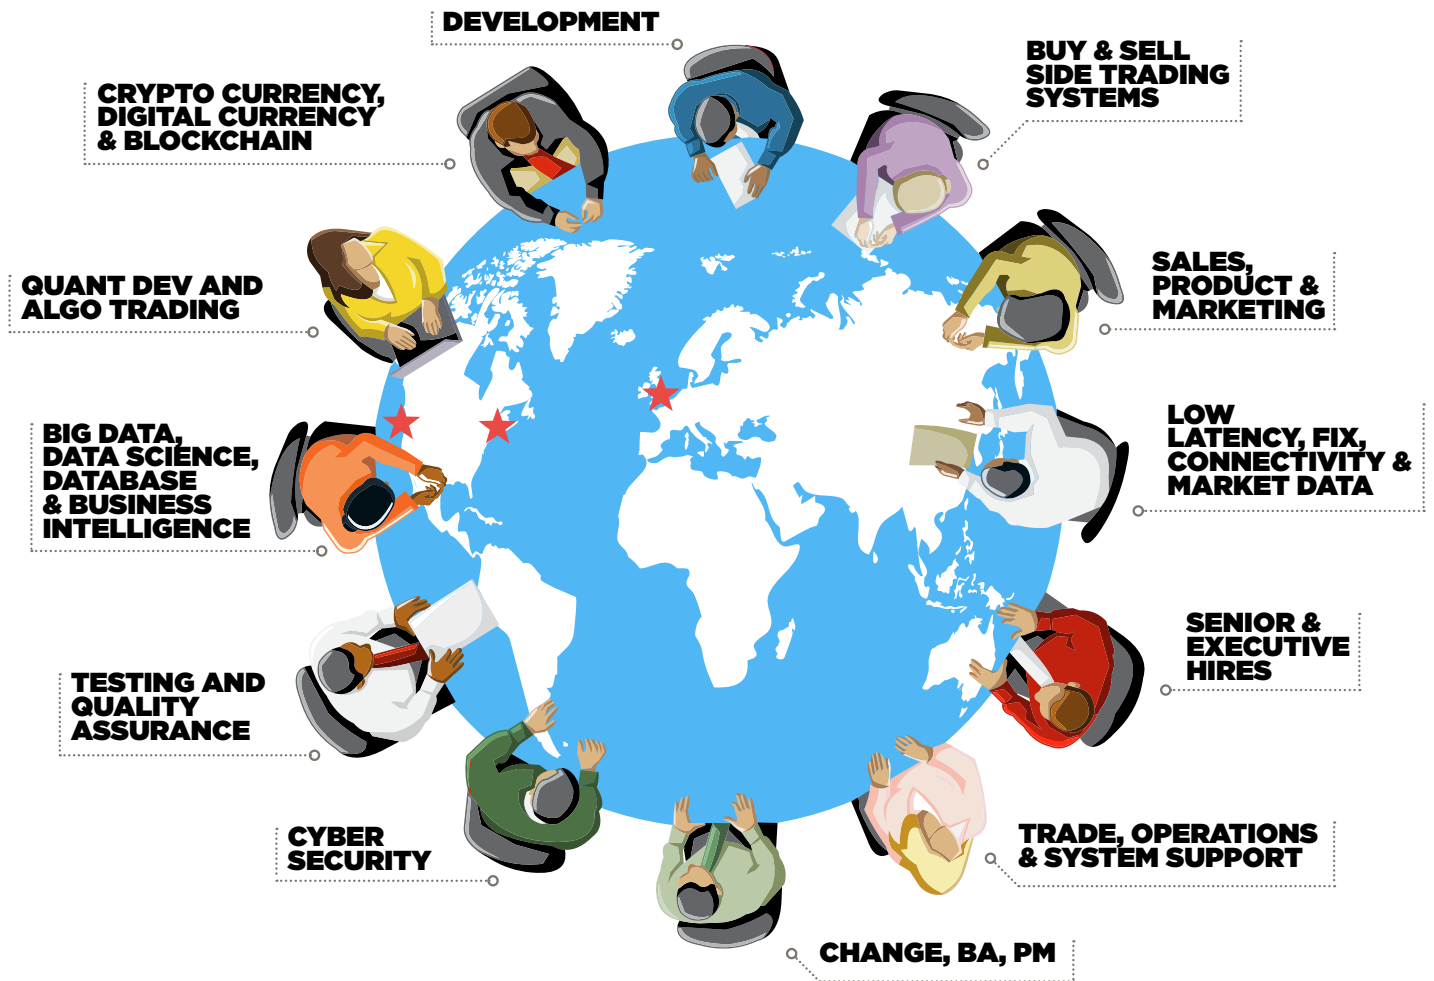 DEVELOPMENT
BUY & SELL
SIDE TRADING
SYSTEMS
CRYPTO CURRENCY,
DIGITAL CURRENCY
& BLOCKCHAIN
SALES,
PRODUCT &
MARKETING
QUANT DEV AND
ALGO TRADING
LOW
LATENCY, FIX,
CONNECTIVITY &
MARKET DATA
BIG DATA,
DATA SCIENCE,
DATABASE
& BUSINESS
INTELLIGENCE
SENIOR &
EXECUTIVE
HIRES
TESTING AND
QUALITY
ASSURANCE
TRADE, OPERATIONS
& SYSTEM SUPPORT
CYBER
SECURITY
CHANGE, BA, PM